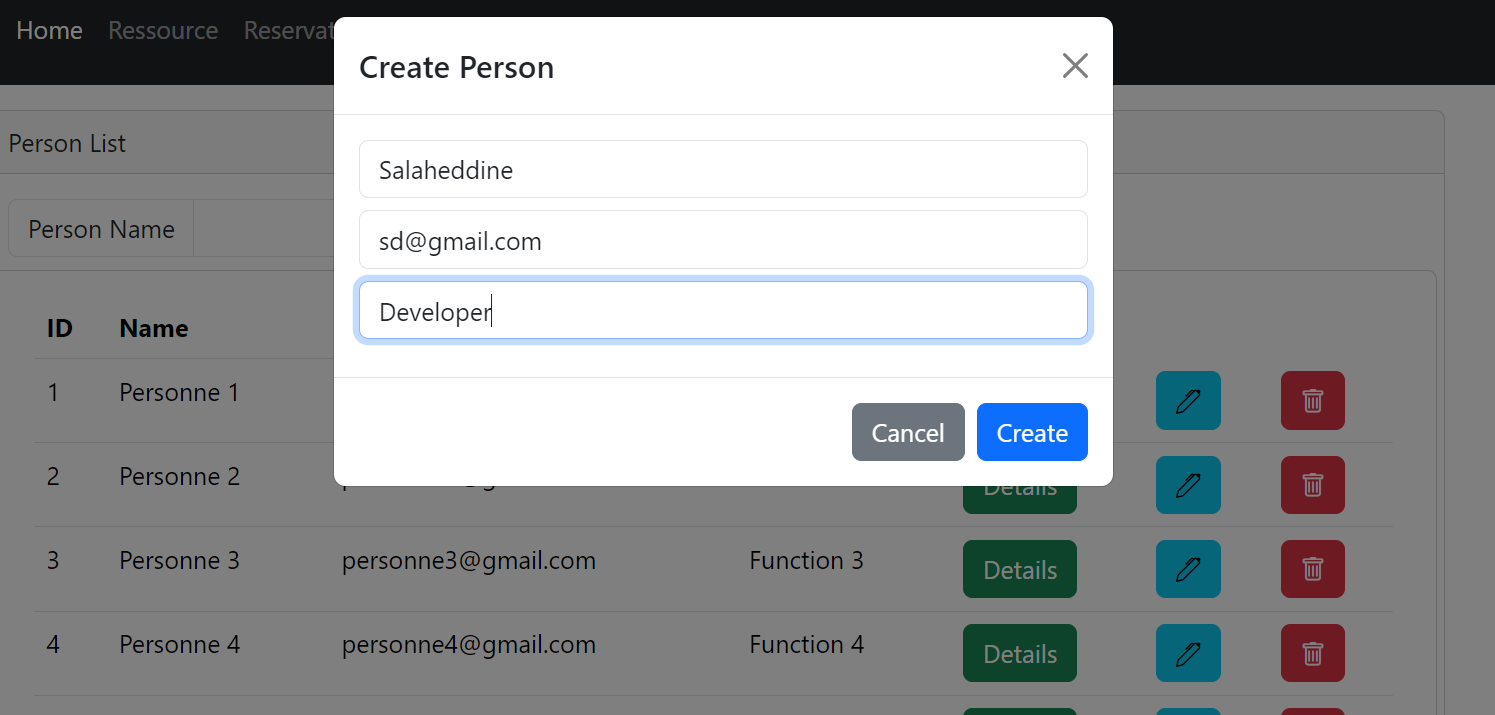 Home Ressource Reservat
Create Person
Person List
Salaheddine
Person Name
sd@gmail.com
Developer
ID Name
1 Personne 1
Cancel Create
2 Personne 2 Details
3 Personne 3 personne3@gmail.com Function 3 Details
4 Personne 4 personne4@gmail.com Function 4 Details